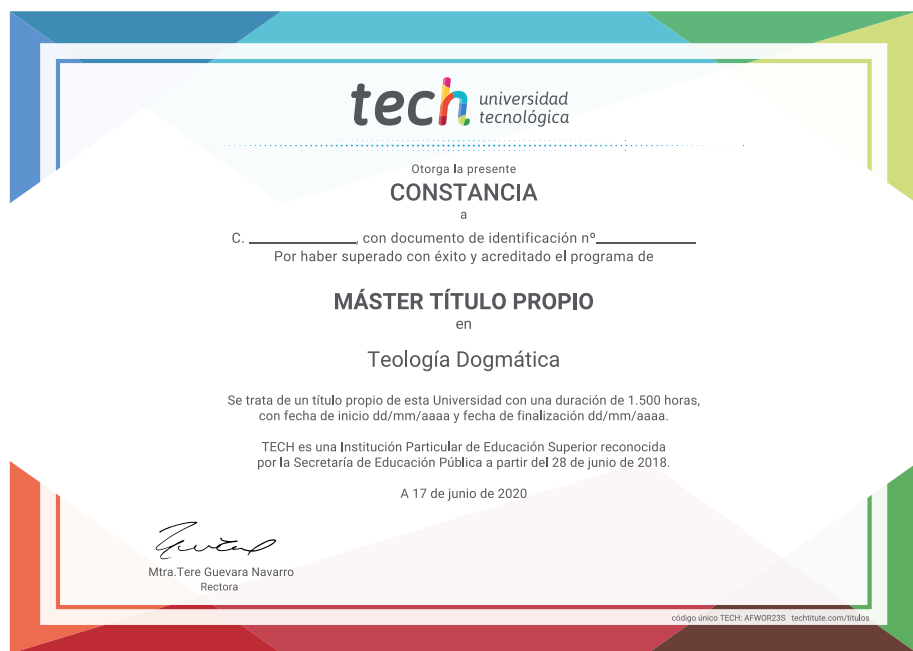 tech universidad
tecnológica
Otorga la presente
CONSTANCIA
a
C. ____________, con documento de identificación nº____________
Por haber superado con éxito y acreditado el programa de
MÁSTER TÍTULO PROPIO
en
Teología Dogmática
Se trata de un título propio de esta Universidad con una duración de 1.500 horas,
con fecha de inicio dd/mm/aaaa y fecha de finalización dd/mm/aaaa.
TECH es una Institución Particular de Educación Superior reconocida
por la Secretaría de Educación Pública a partir del 28 de junio de 2018.
A 17 de junio de 2020
Mtra.Tere Guevara Navarro
Rectora
código único TECH: AFWOR23S techtitute.com/titulos